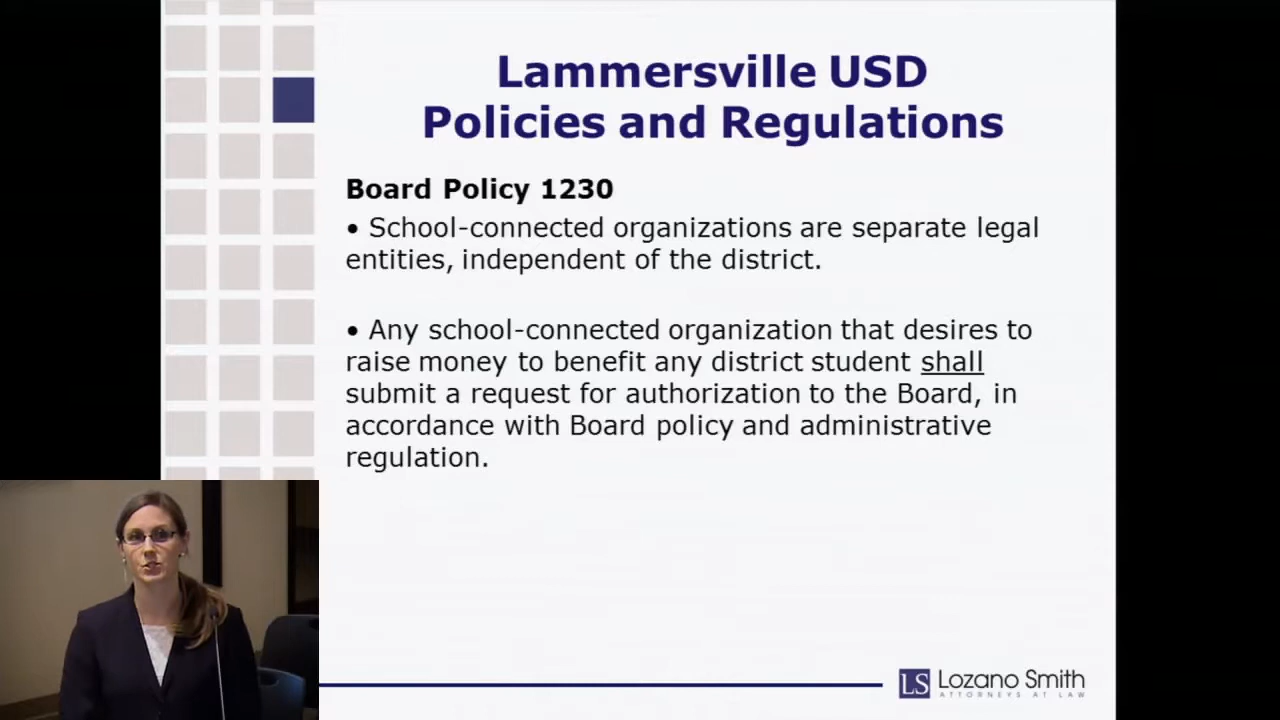 Lammersville USD
Policies and Regulations
Board Policy 1230
• School-connected organizations are separate legal
entities, independent of the district.
• Any school-connected organization that desires to
raise money to benefit any district student shall
submit a request for authorization to the Board, in
accordance with Board policy and administrative
regulation.
LS Lozano Smith
ATTORNEYS AT LAW